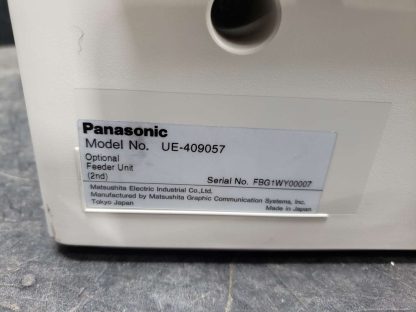 Panasonic
Model No. UE-409057
Optional
Feeder Unit
(2nd)
Serial No. FBG1WY00007
Matsushita Electric Industrial Co.,Ltd.
Manufactured by Matsushita Graphic Communication Systems, Inc.
Tokyo Japan Made in Japan